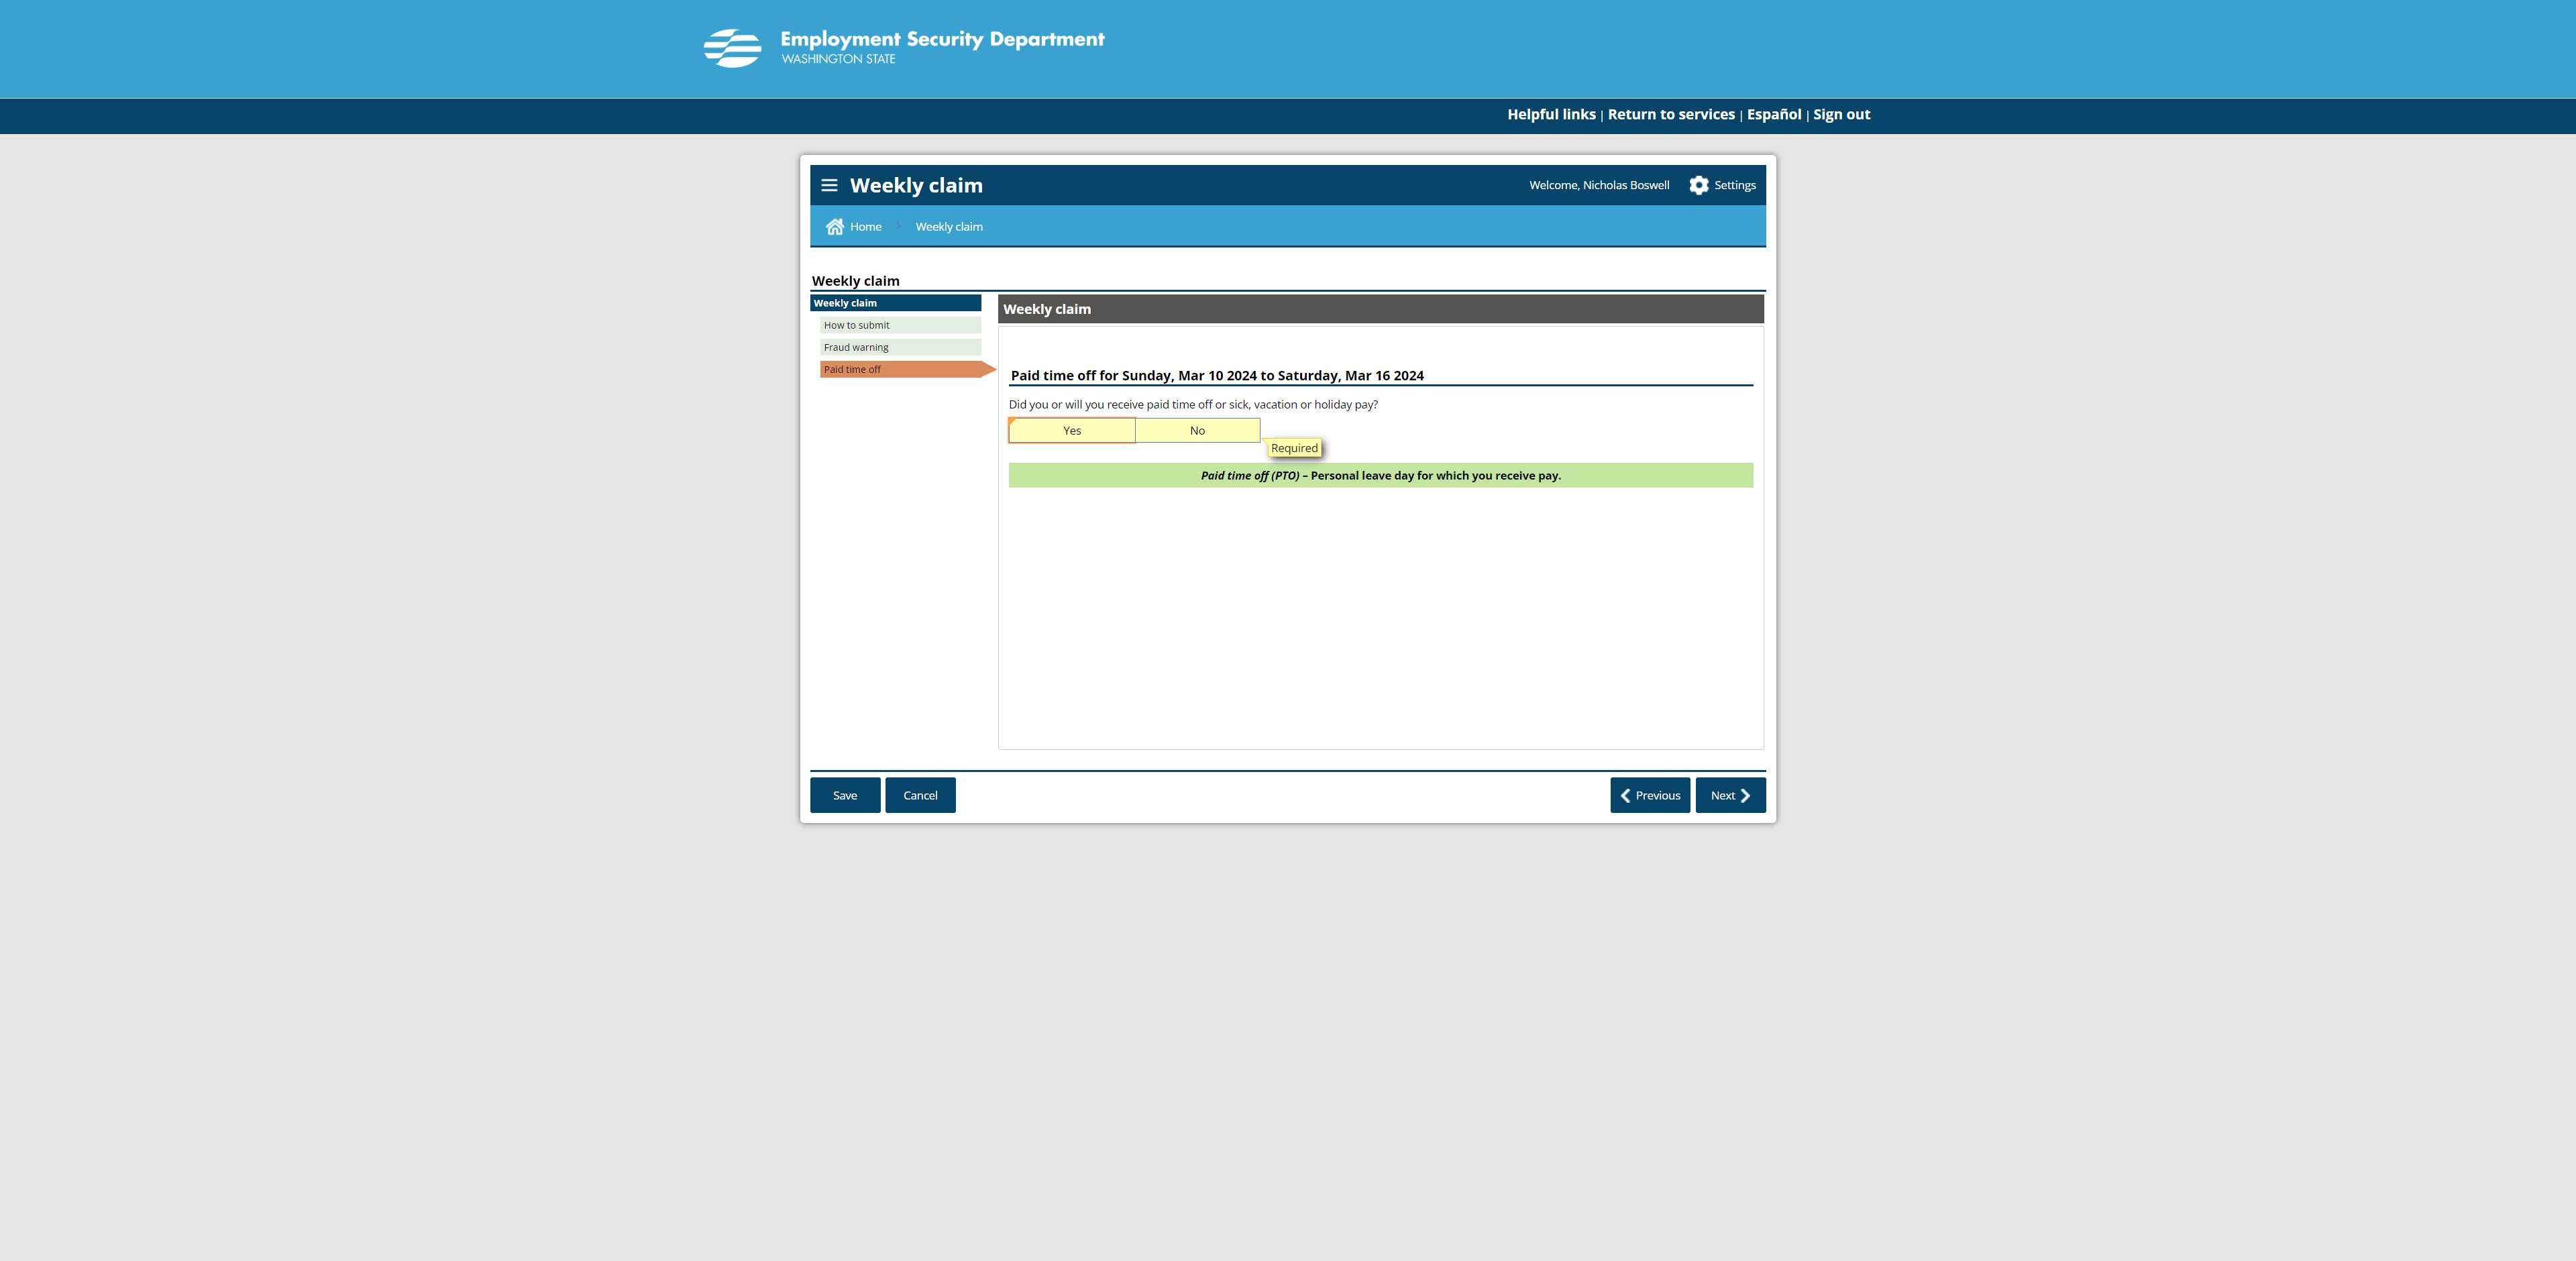 Employment Security Department
WASHINGTON STATE
Helpful links | Return to services | Español | Sign out
Weekly claim
Welcome, Nicholas Boswell
Settings
Home
Weekly claim
Weekly claim
Weekly claim
How to submit
Fraud warning
Paid time off
Weekly claim
Paid time off for Sunday, Mar 10 2024 to Saturday, Mar 16 2024
Did you or will you receive paid time off or sick, vacation or holiday pay?
Yes
No
Required
Paid time off (PTO) – Personal leave day for which you receive pay.
Save
Cancel
Previous
Next